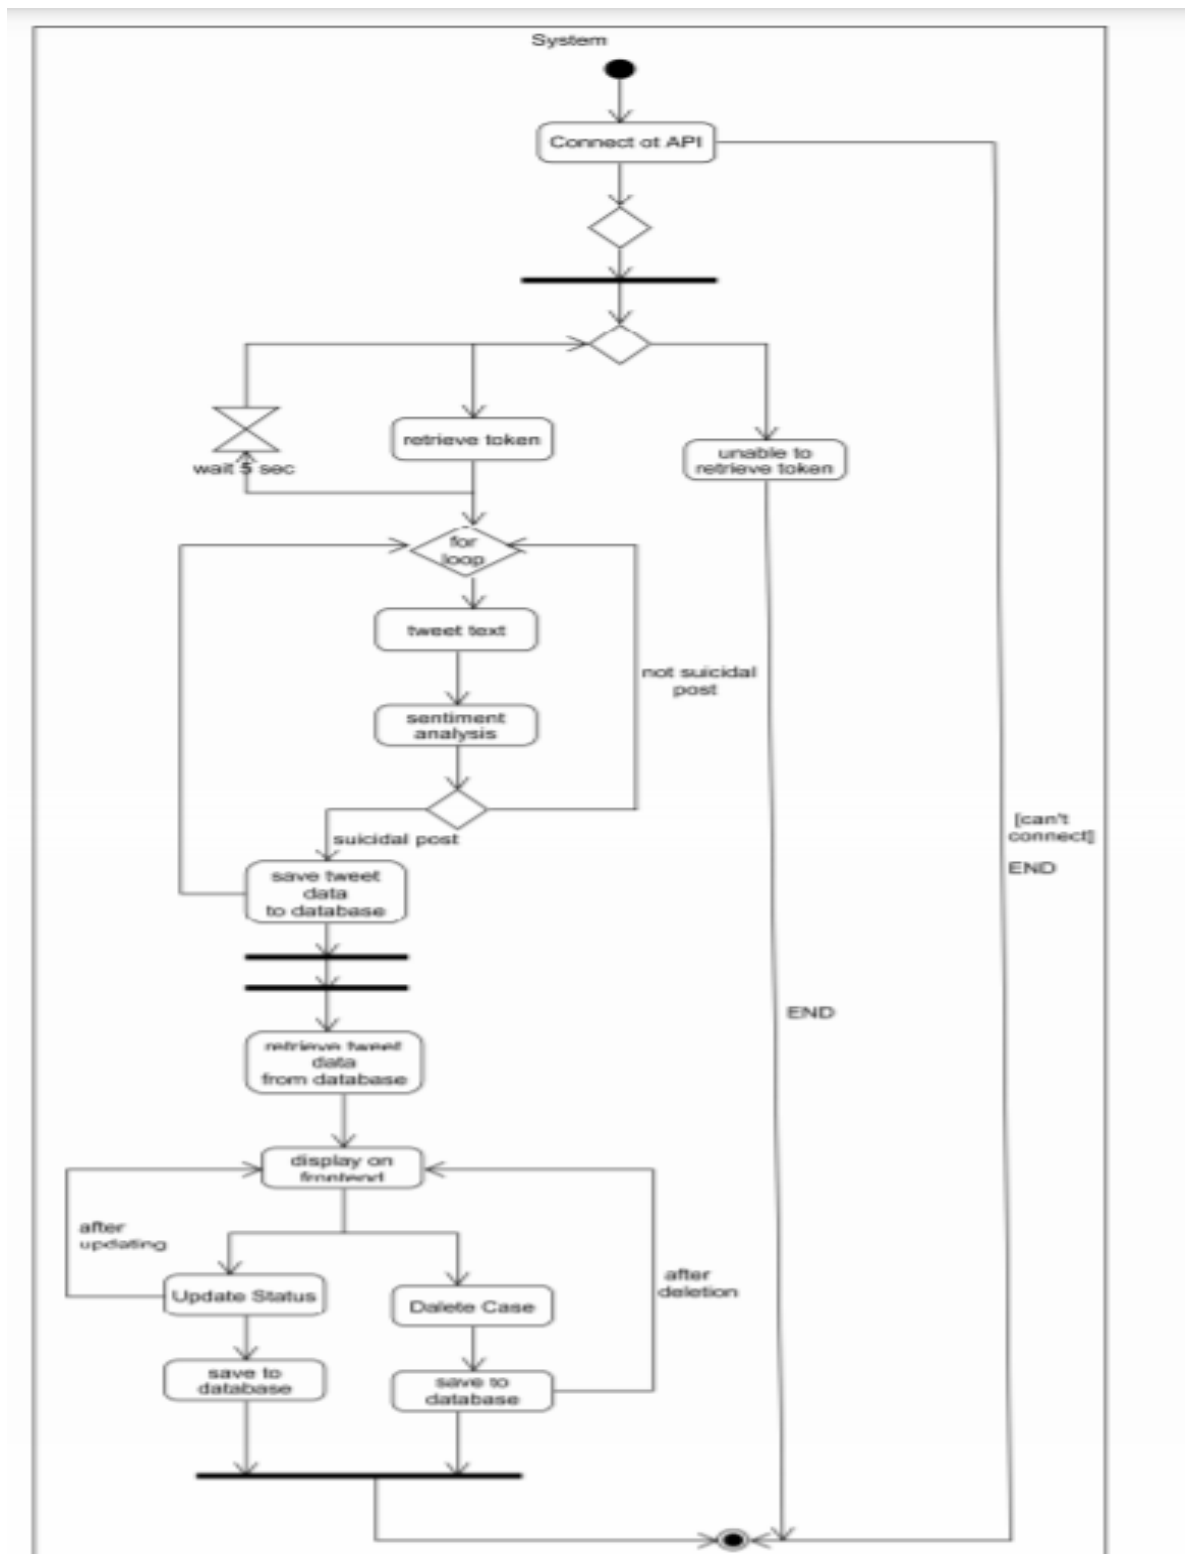 System
Connect ot API
retrieve token
wait 5 sec
unable to
retrieve token
for
loop
tweet text
not suicidal
post
sentiment
analysis
suicidal post
[can't
connect]
END
save tweet
data
to database
END
retrieve tweet
data
from database
display on
frontend
after
updating
Update Status
Dalete Case
after
deletion
save to
database
save to
database